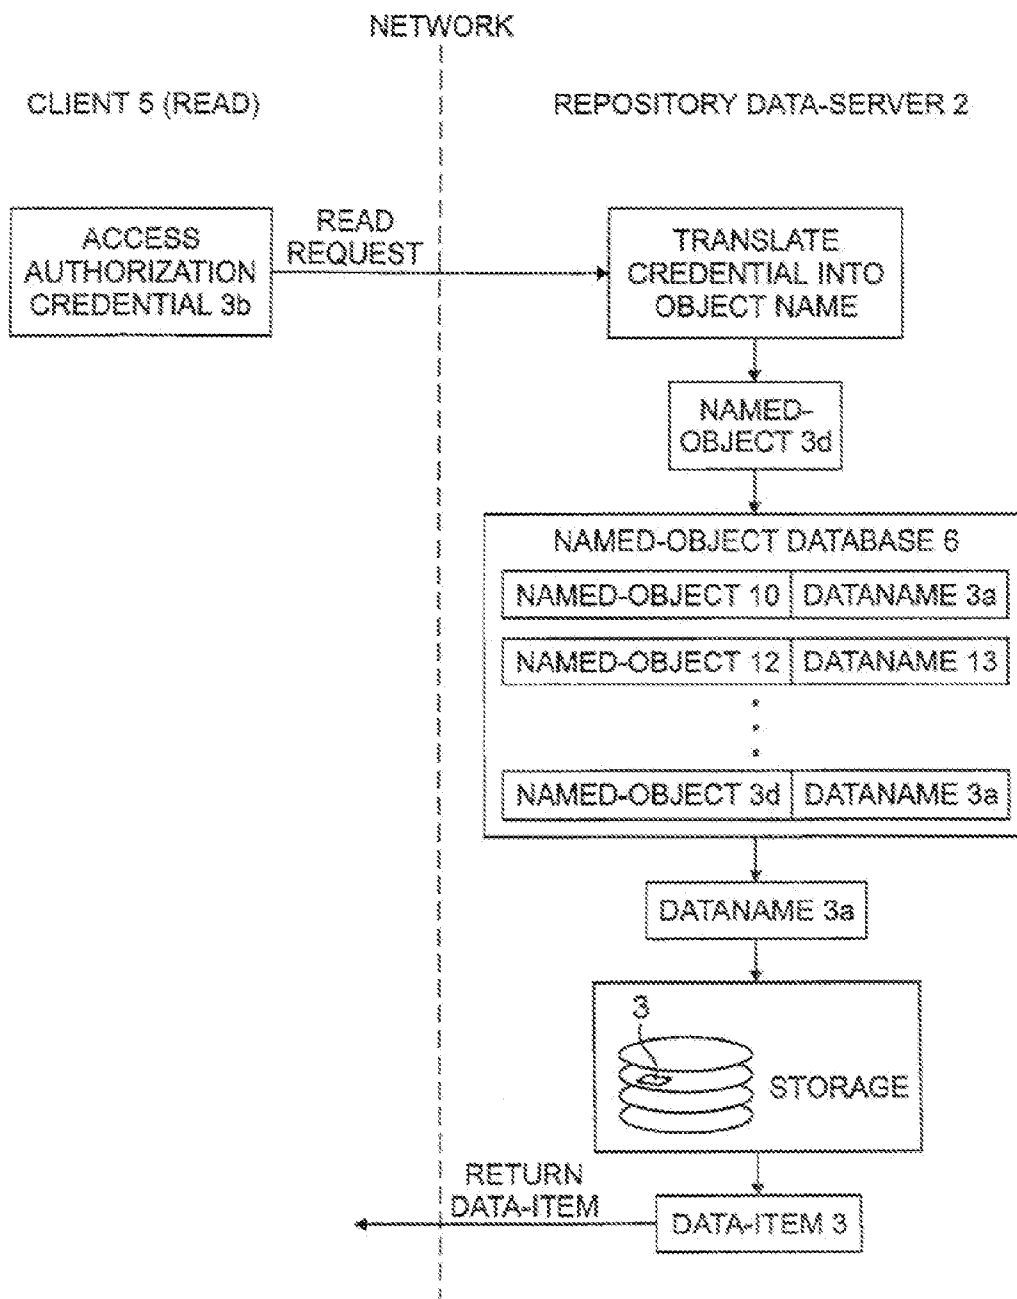 NETWORK
CLIENT 5 (READ)
REPOSITORY DATA-SERVER 2
ACCESS
AUTHORIZATION
CREDENTIAL 3b
READ
REQUEST
TRANSLATE
CREDENTIAL INTO
OBJECT NAME
NAMED-
OBJECT 3d
NAMED-OBJECT DATABASE 6
NAMED-OBJECT 10 DATANAME 3a
NAMED-OBJECT 12 DATANAME 13
NAMED-OBJECT 3d DATANAME 3a
DATANAME 3a
3
STORAGE
RETURN
DATA-ITEM
DATA-ITEM 3